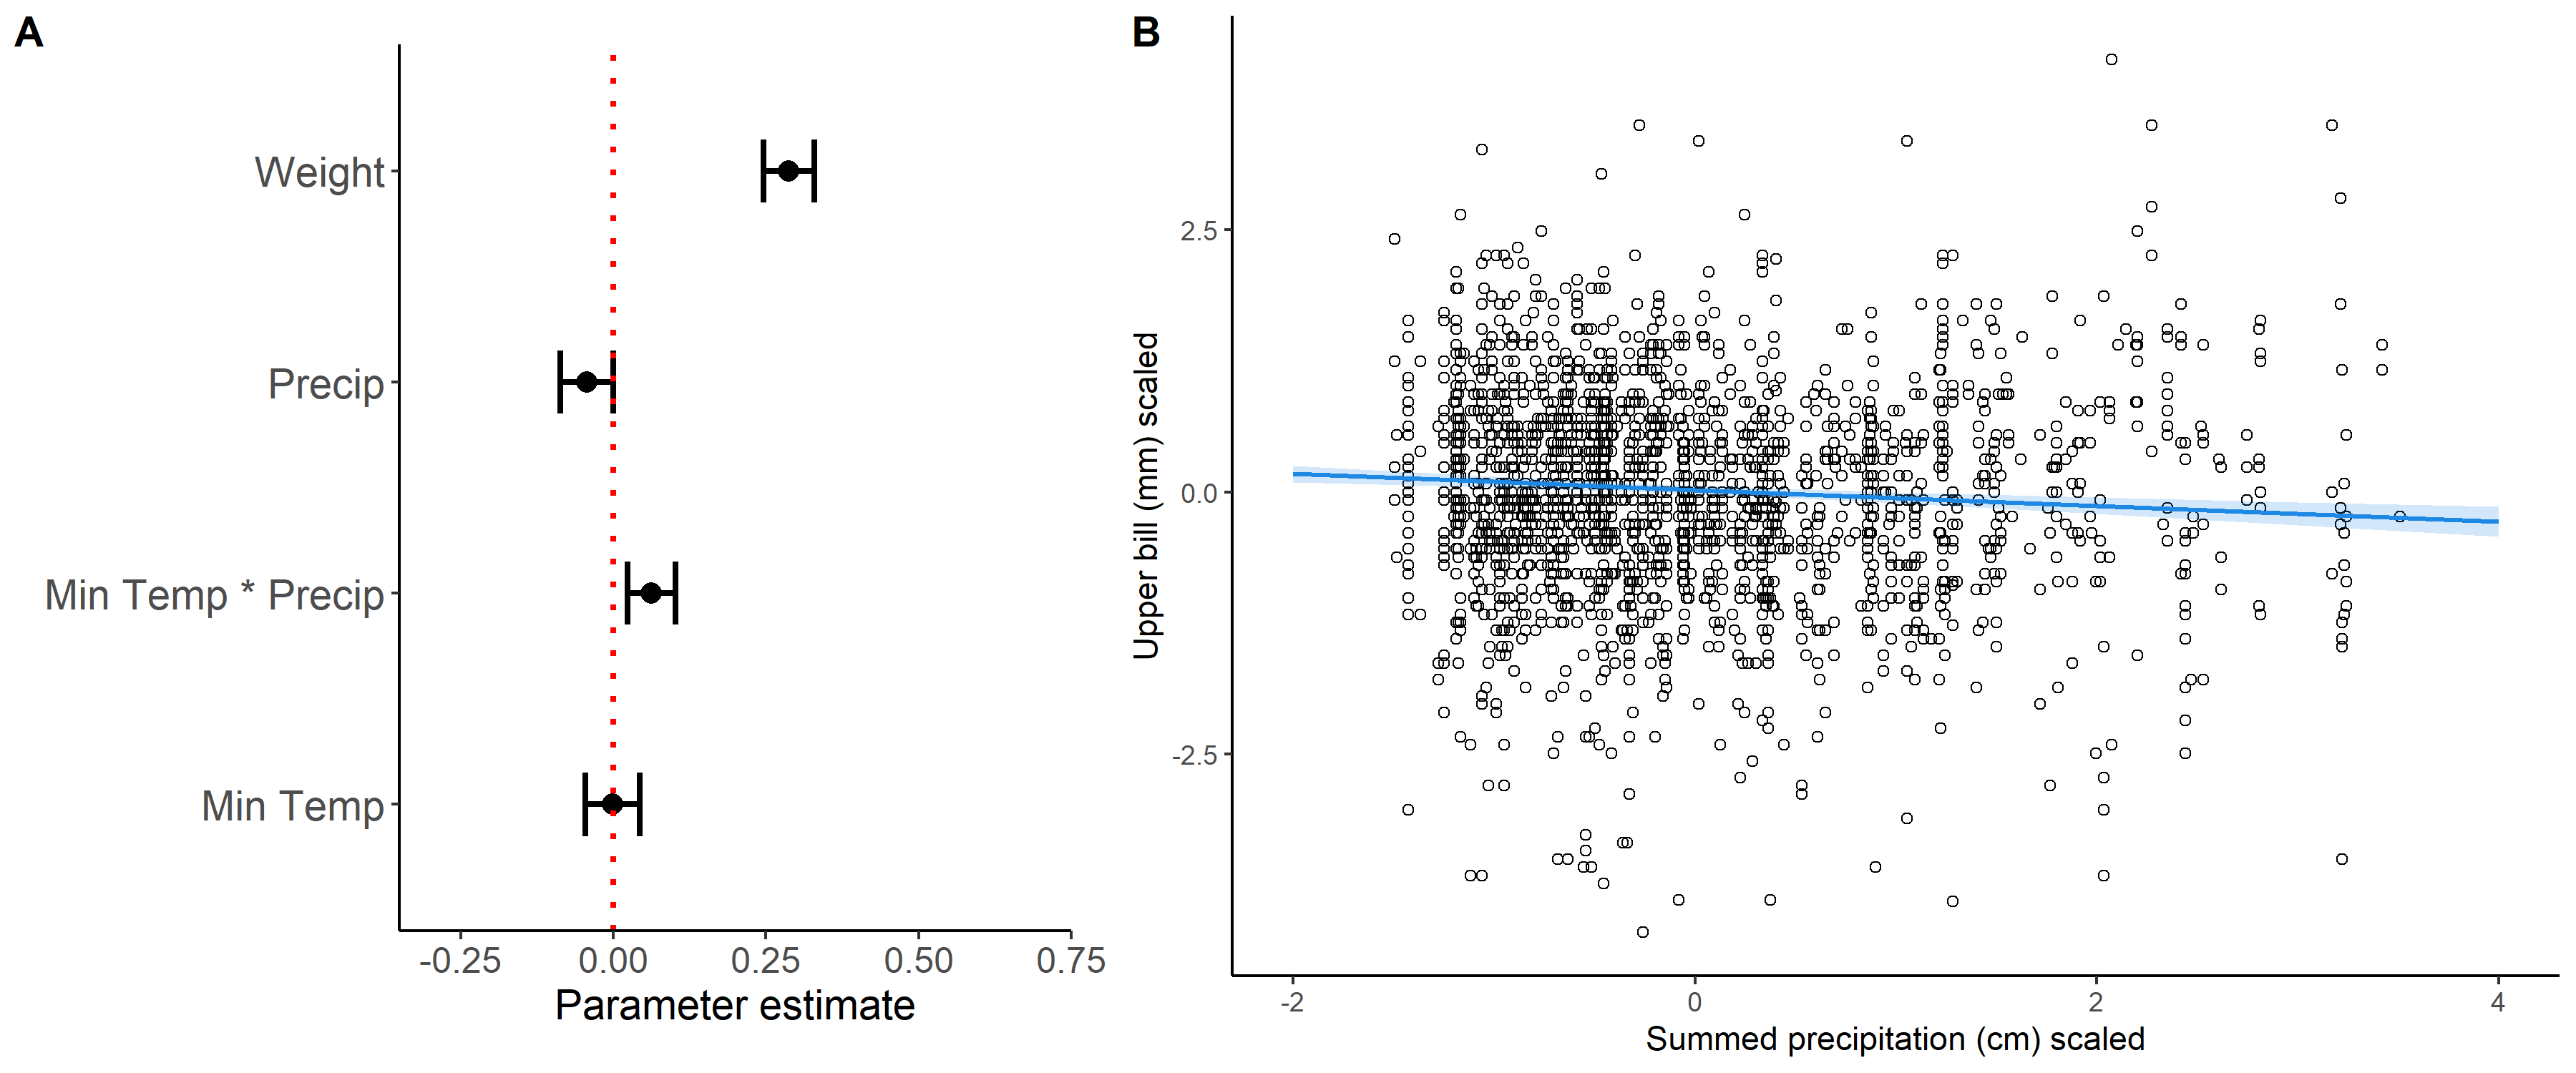 A
Weight
Precip
Min Temp * Precip
Min Temp
-0.25 0.00 0.25 0.50 0.75
Parameter estimate
B
Upper bill (mm) scaled
2.5
0.0
-2.5
-2 0 2 4
Summed precipitation (cm) scaled